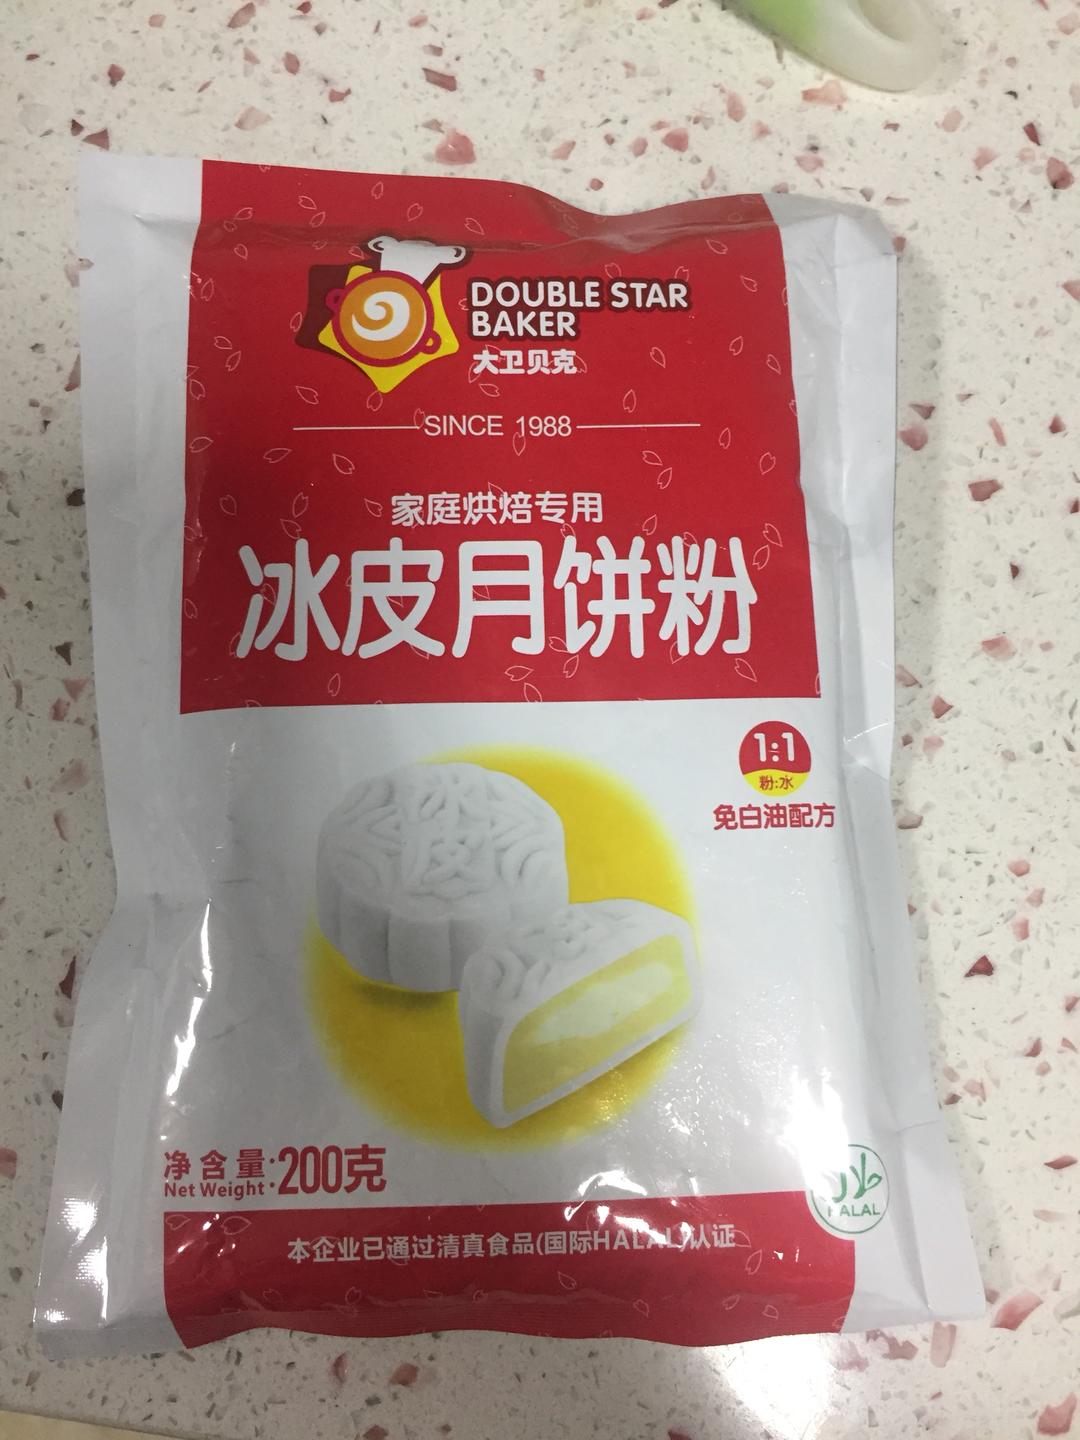 DOUBLE STAR
BAKER
大卫贝克
SINCE 1988
家庭烘焙专用
冰皮月饼粉
1:1
粉:水
免白油配方
冰
皮
净含量:200克
Net Weight
حلال
HALAL
本企业已通过清真食品(国际HALAL)认证